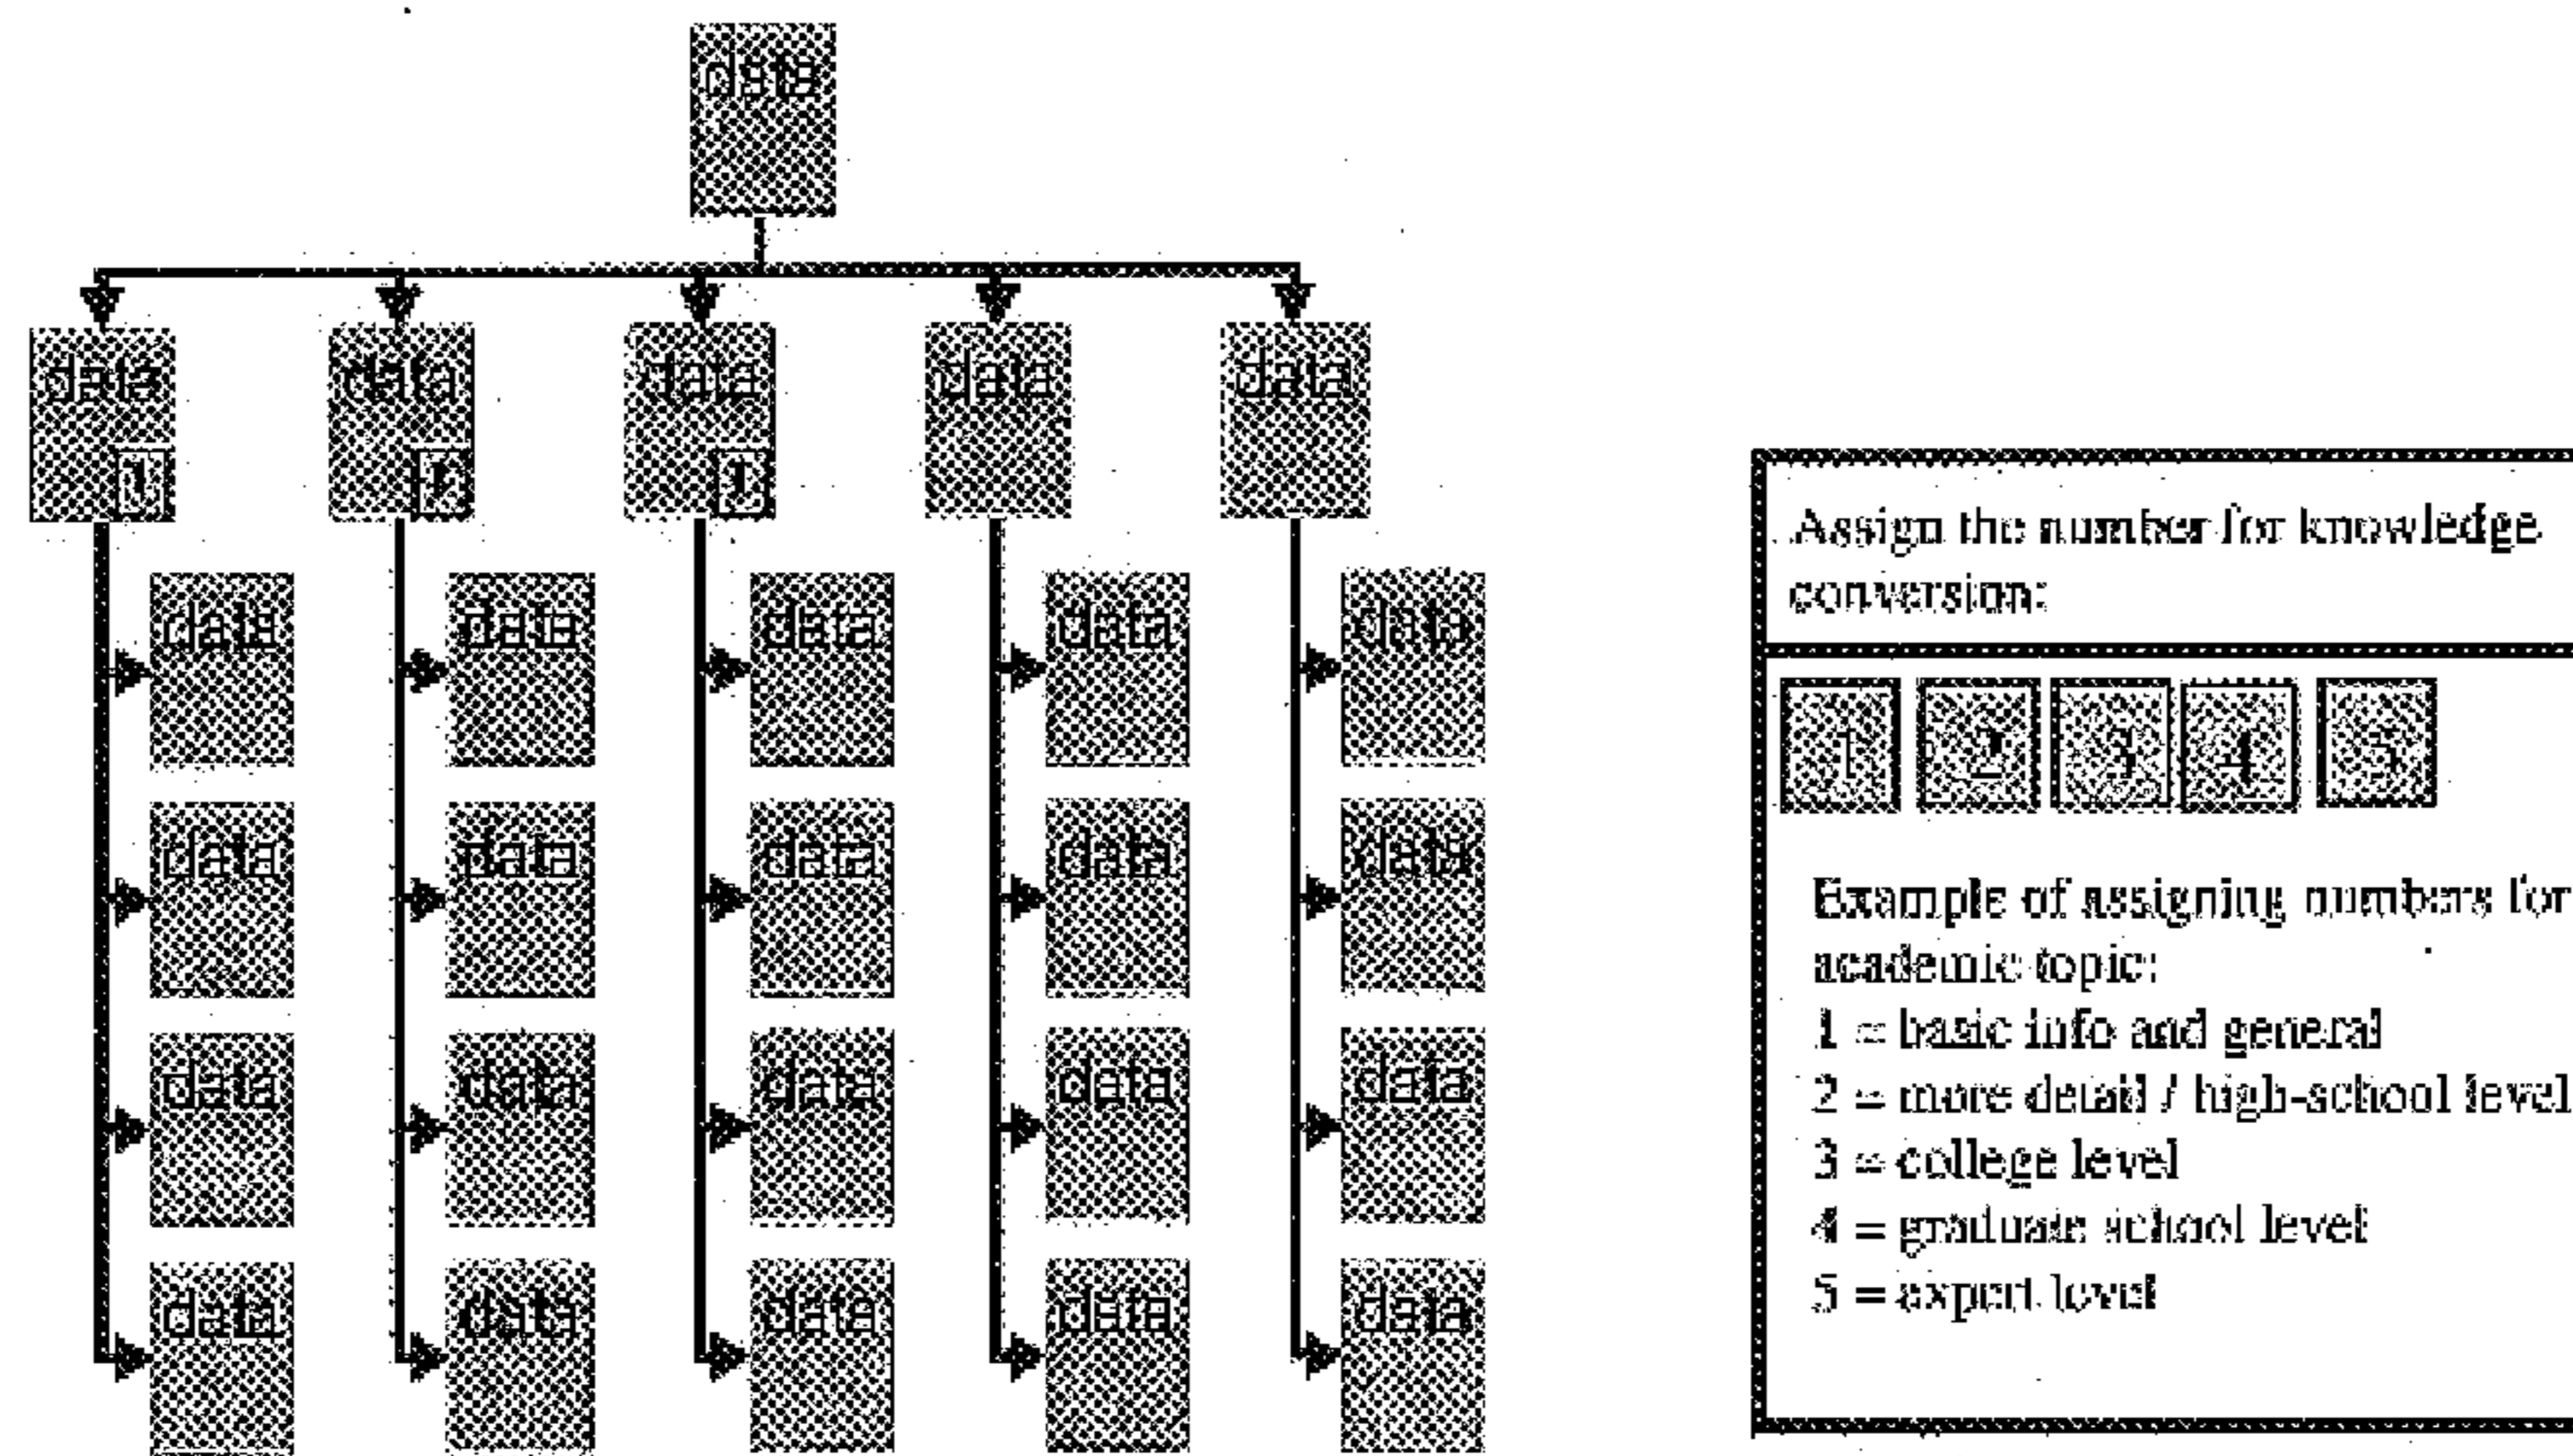 data
data data data data data
1 1 1
data data data data data
data data data data data
data data data data data
data data data data data
Assign the number for knowledge
conversion:
1 2 3 4 5
Example of assigning numbers for
academic topic:
1 = basic info and general
2 = more detail / high-school level
3 = college level
4 = graduate school level
5 = expert level